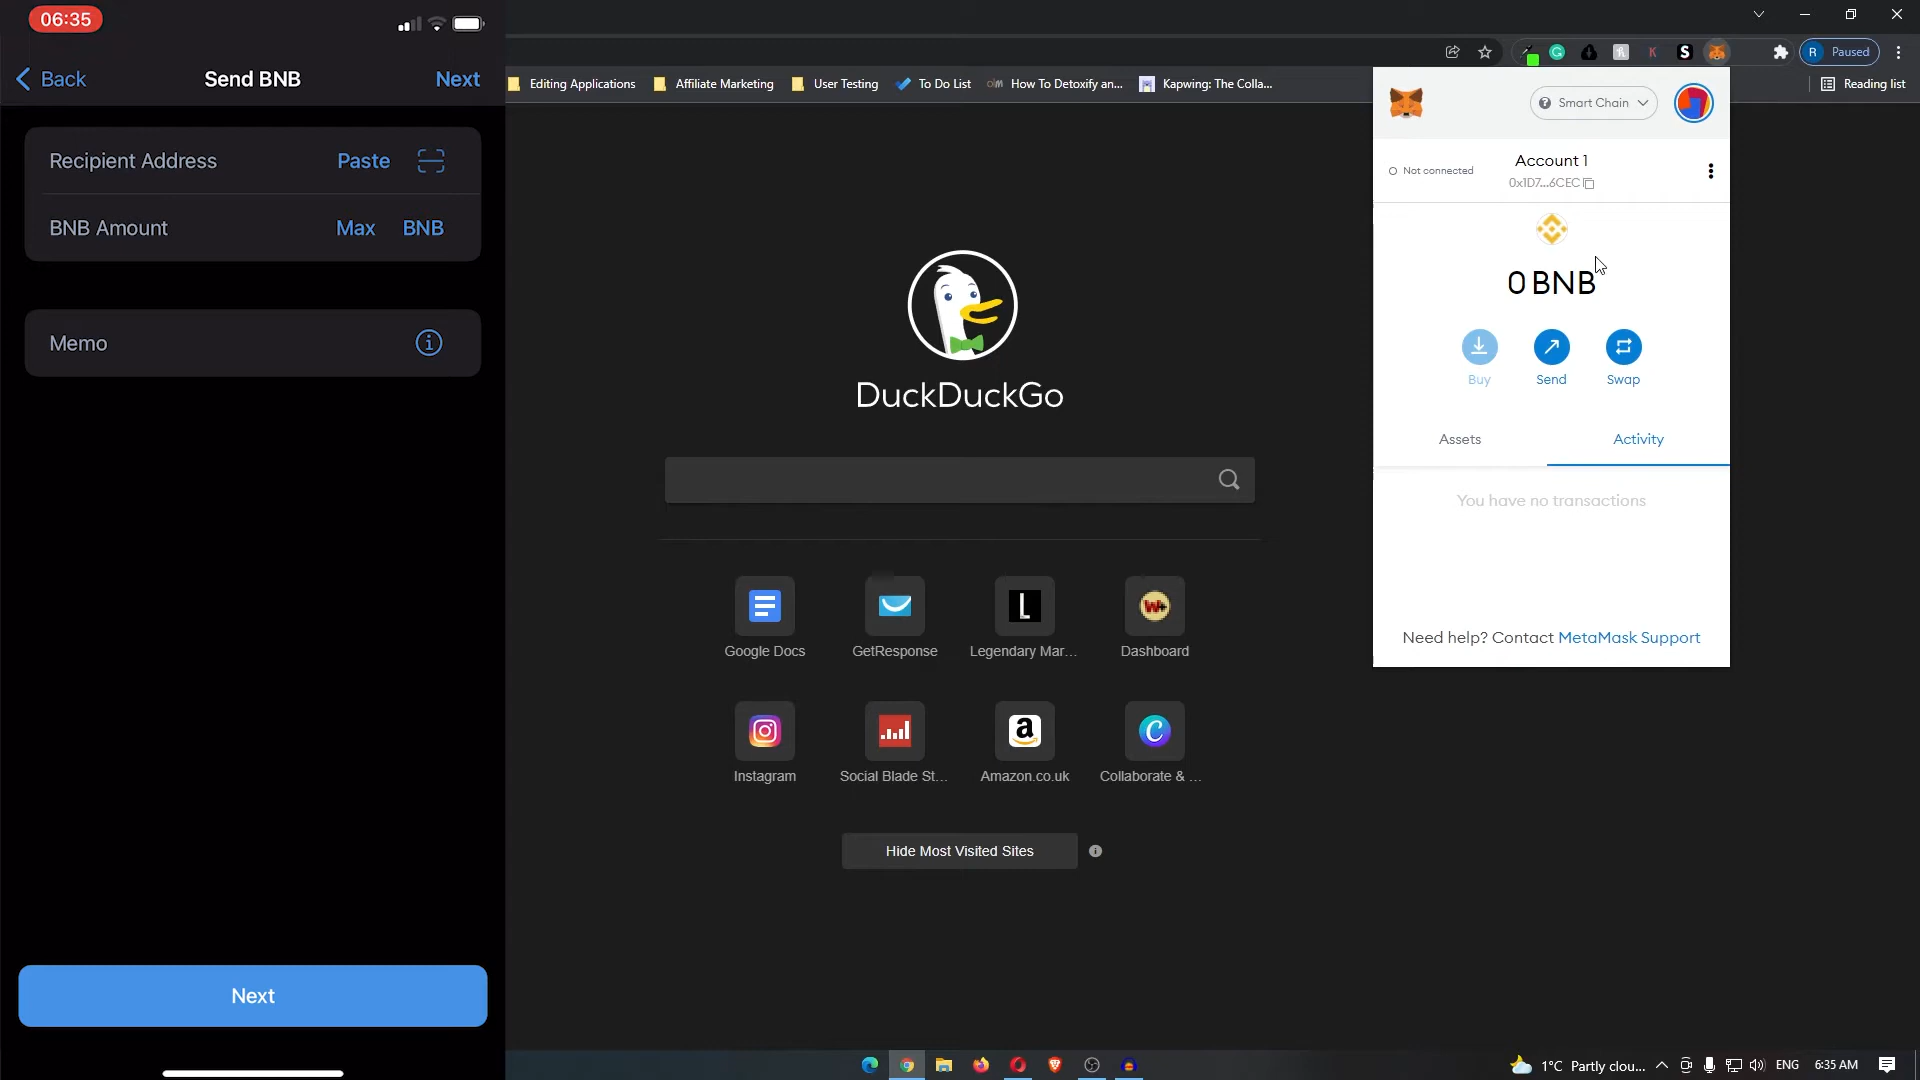 06:35
Back
Send BNB
Next
Recipient Address
Paste
BNB Amount
Max
BNB
Memo
Next
Paused
Editing Applications
Affiliate Marketing
User Testing
To Do List
How To Detoxify an...
Kapwing: The Colla...
Reading list
Smart Chain
Not connected
Account 1
0x1D7...6CEC
0 BNB
Buy
Send
Swap
Assets
Activity
You have no transactions
Need help? Contact MetaMask Support
DuckDuckGo
Google Docs
GetResponse
Legendary Mar...
Dashboard
Instagram
Social Blade St...
Amazon.co.uk
Collaborate & ...
Hide Most Visited Sites
1°C Partly clou...
ENG
6:35 AM